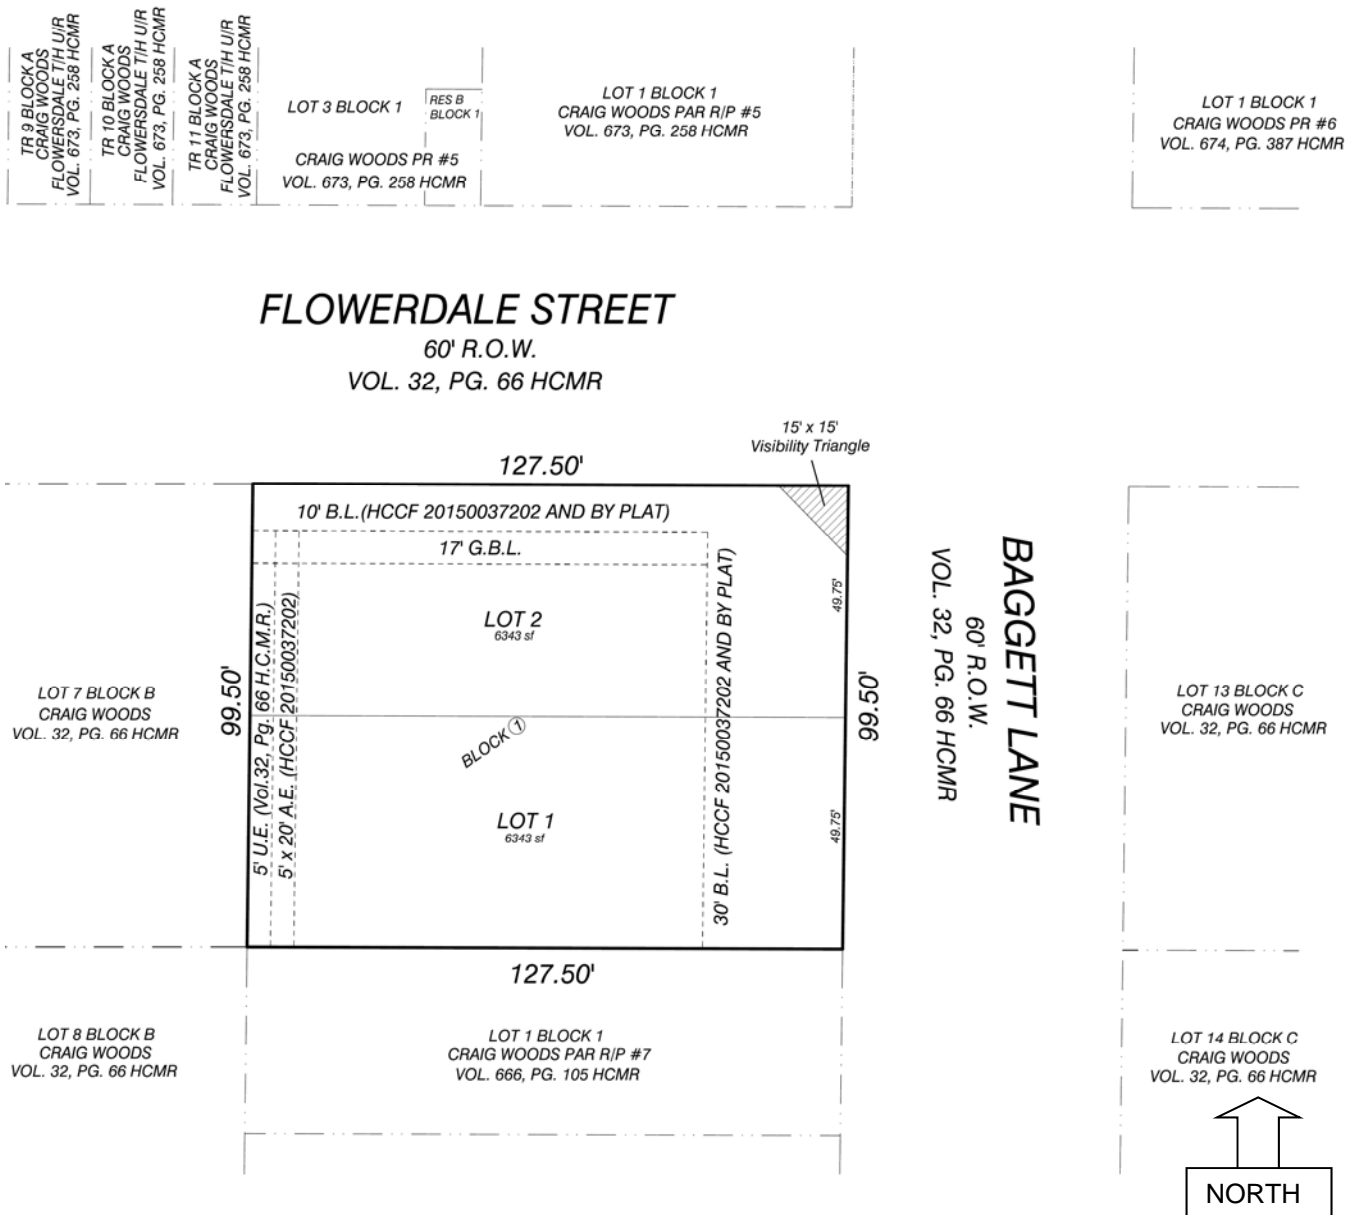 TR 9 BLOCK A
CRAIG WOODS
FLOWERSDALE T/H U/R
VOL. 673, PG. 258 HCMR
TR 10 BLOCK A
CRAIG WOODS
FLOWERSDALE T/H U/R
VOL. 673, PG. 258 HCMR
TR 11 BLOCK A
CRAIG WOODS
FLOWERSDALE T/H U/R
VOL. 673, PG. 258 HCMR
LOT 3 BLOCK 1
CRAIG WOODS PR #5
VOL. 673, PG. 258 HCMR
RES B
BLOCK 1
LOT 1 BLOCK 1
CRAIG WOODS PAR R/P #5
VOL. 673, PG. 258 HCMR
LOT 1 BLOCK 1
CRAIG WOODS PR #6
VOL. 674, PG. 387 HCMR
FLOWERDALE STREET
60' R.O.W.
VOL. 32, PG. 66 HCMR
15' x 15'
Visibility Triangle
127.50'
10' B.L.(HCCF 20150037202 AND BY PLAT)
17' G.B.L.
LOT 2
6343 sf
49.75'
5' U.E. (Vol.32, Pg. 66 H.C.M.R.)
5' x 20' A.E. (HCCF 20150037202)
30' B.L. (HCCF 20150037202 AND BY PLAT)
99.50'
99.50'
BLOCK 1
LOT 1
6343 sf
49.75'
127.50'
BAGGETT LANE
60' R.O.W.
VOL. 32, PG. 66 HCMR
LOT 7 BLOCK B
CRAIG WOODS
VOL. 32, PG. 66 HCMR
LOT 13 BLOCK C
CRAIG WOODS
VOL. 32, PG. 66 HCMR
LOT 8 BLOCK B
CRAIG WOODS
VOL. 32, PG. 66 HCMR
LOT 1 BLOCK 1
CRAIG WOODS PAR R/P #7
VOL. 666, PG. 105 HCMR
LOT 14 BLOCK C
CRAIG WOODS
VOL. 32, PG. 66 HCMR
NORTH